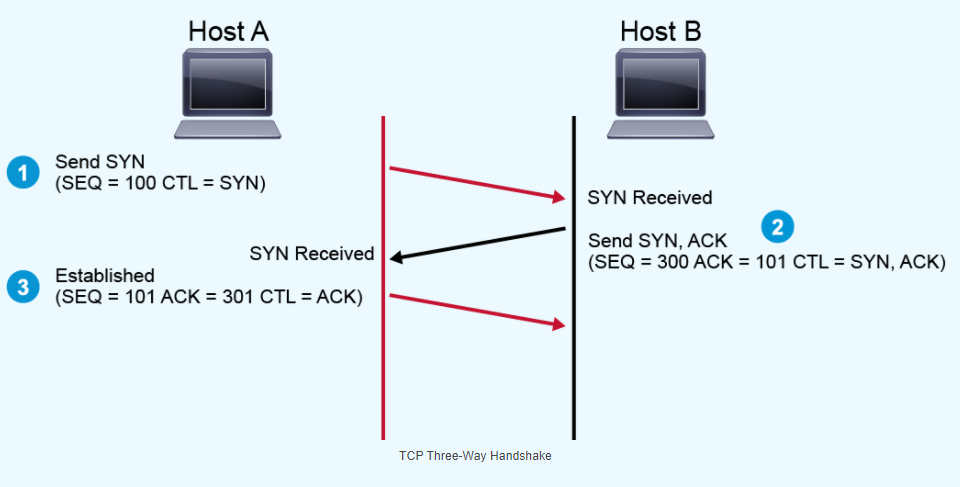 Host A
Host B
1
Send SYN
(SEQ = 100 CTL = SYN)
SYN Received
2
Send SYN, ACK
(SEQ = 300 ACK = 101 CTL = SYN, ACK)
SYN Received
3
Established
(SEQ = 101 ACK = 301 CTL = ACK)
TCP Three-Way Handshake